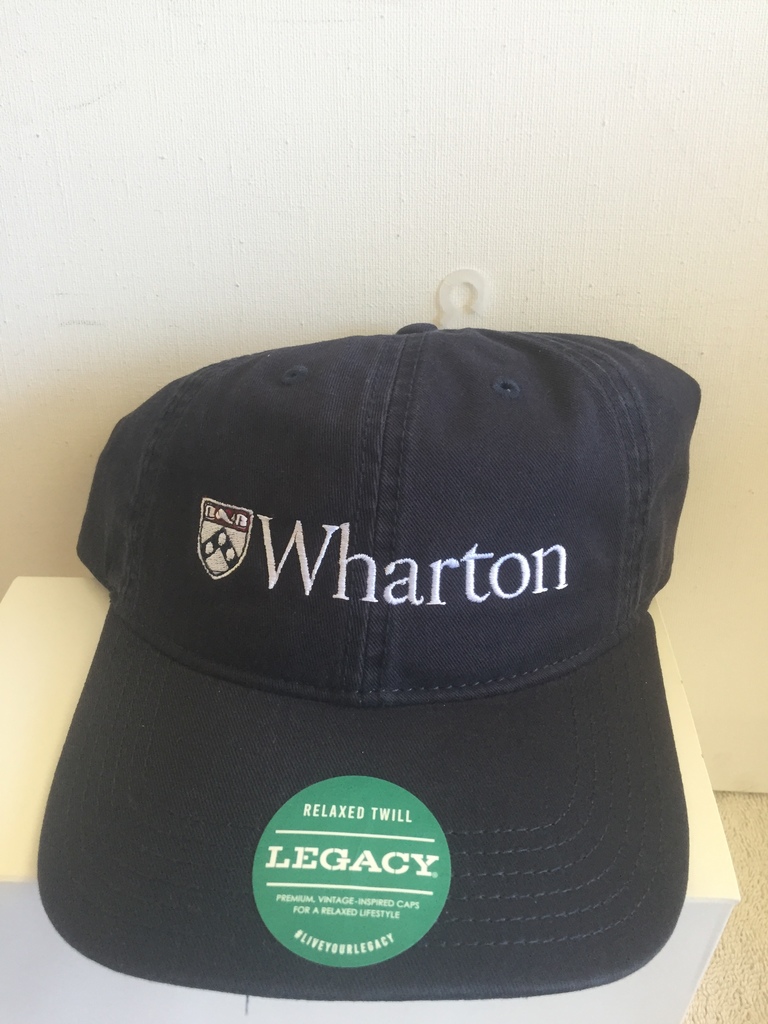 Wharton
RELAXED TWILL
LEGACY®
PREMIUM, VINTAGE-INSPIRED CAPS
FOR A RELAXED LIFESTYLE
#LIVEYOURLEGACY